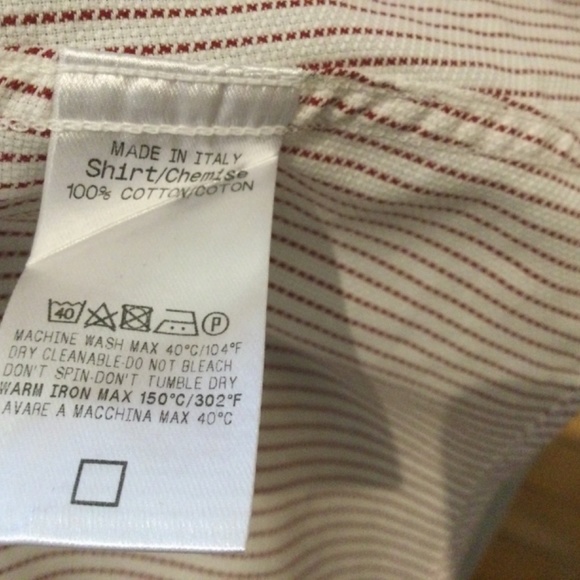 MADE IN ITALY
Shirt/Chemise
100% COTTON/COTON
40 P
MACHINE WASH MAX 40°C/104°F
DRY CLEANABLE-DO NOT BLEACH
DON'T SPIN-DON'T TUMBLE DRY
WARM IRON MAX 150°C/302°F
AVARE A MACCHINA MAX 40°C